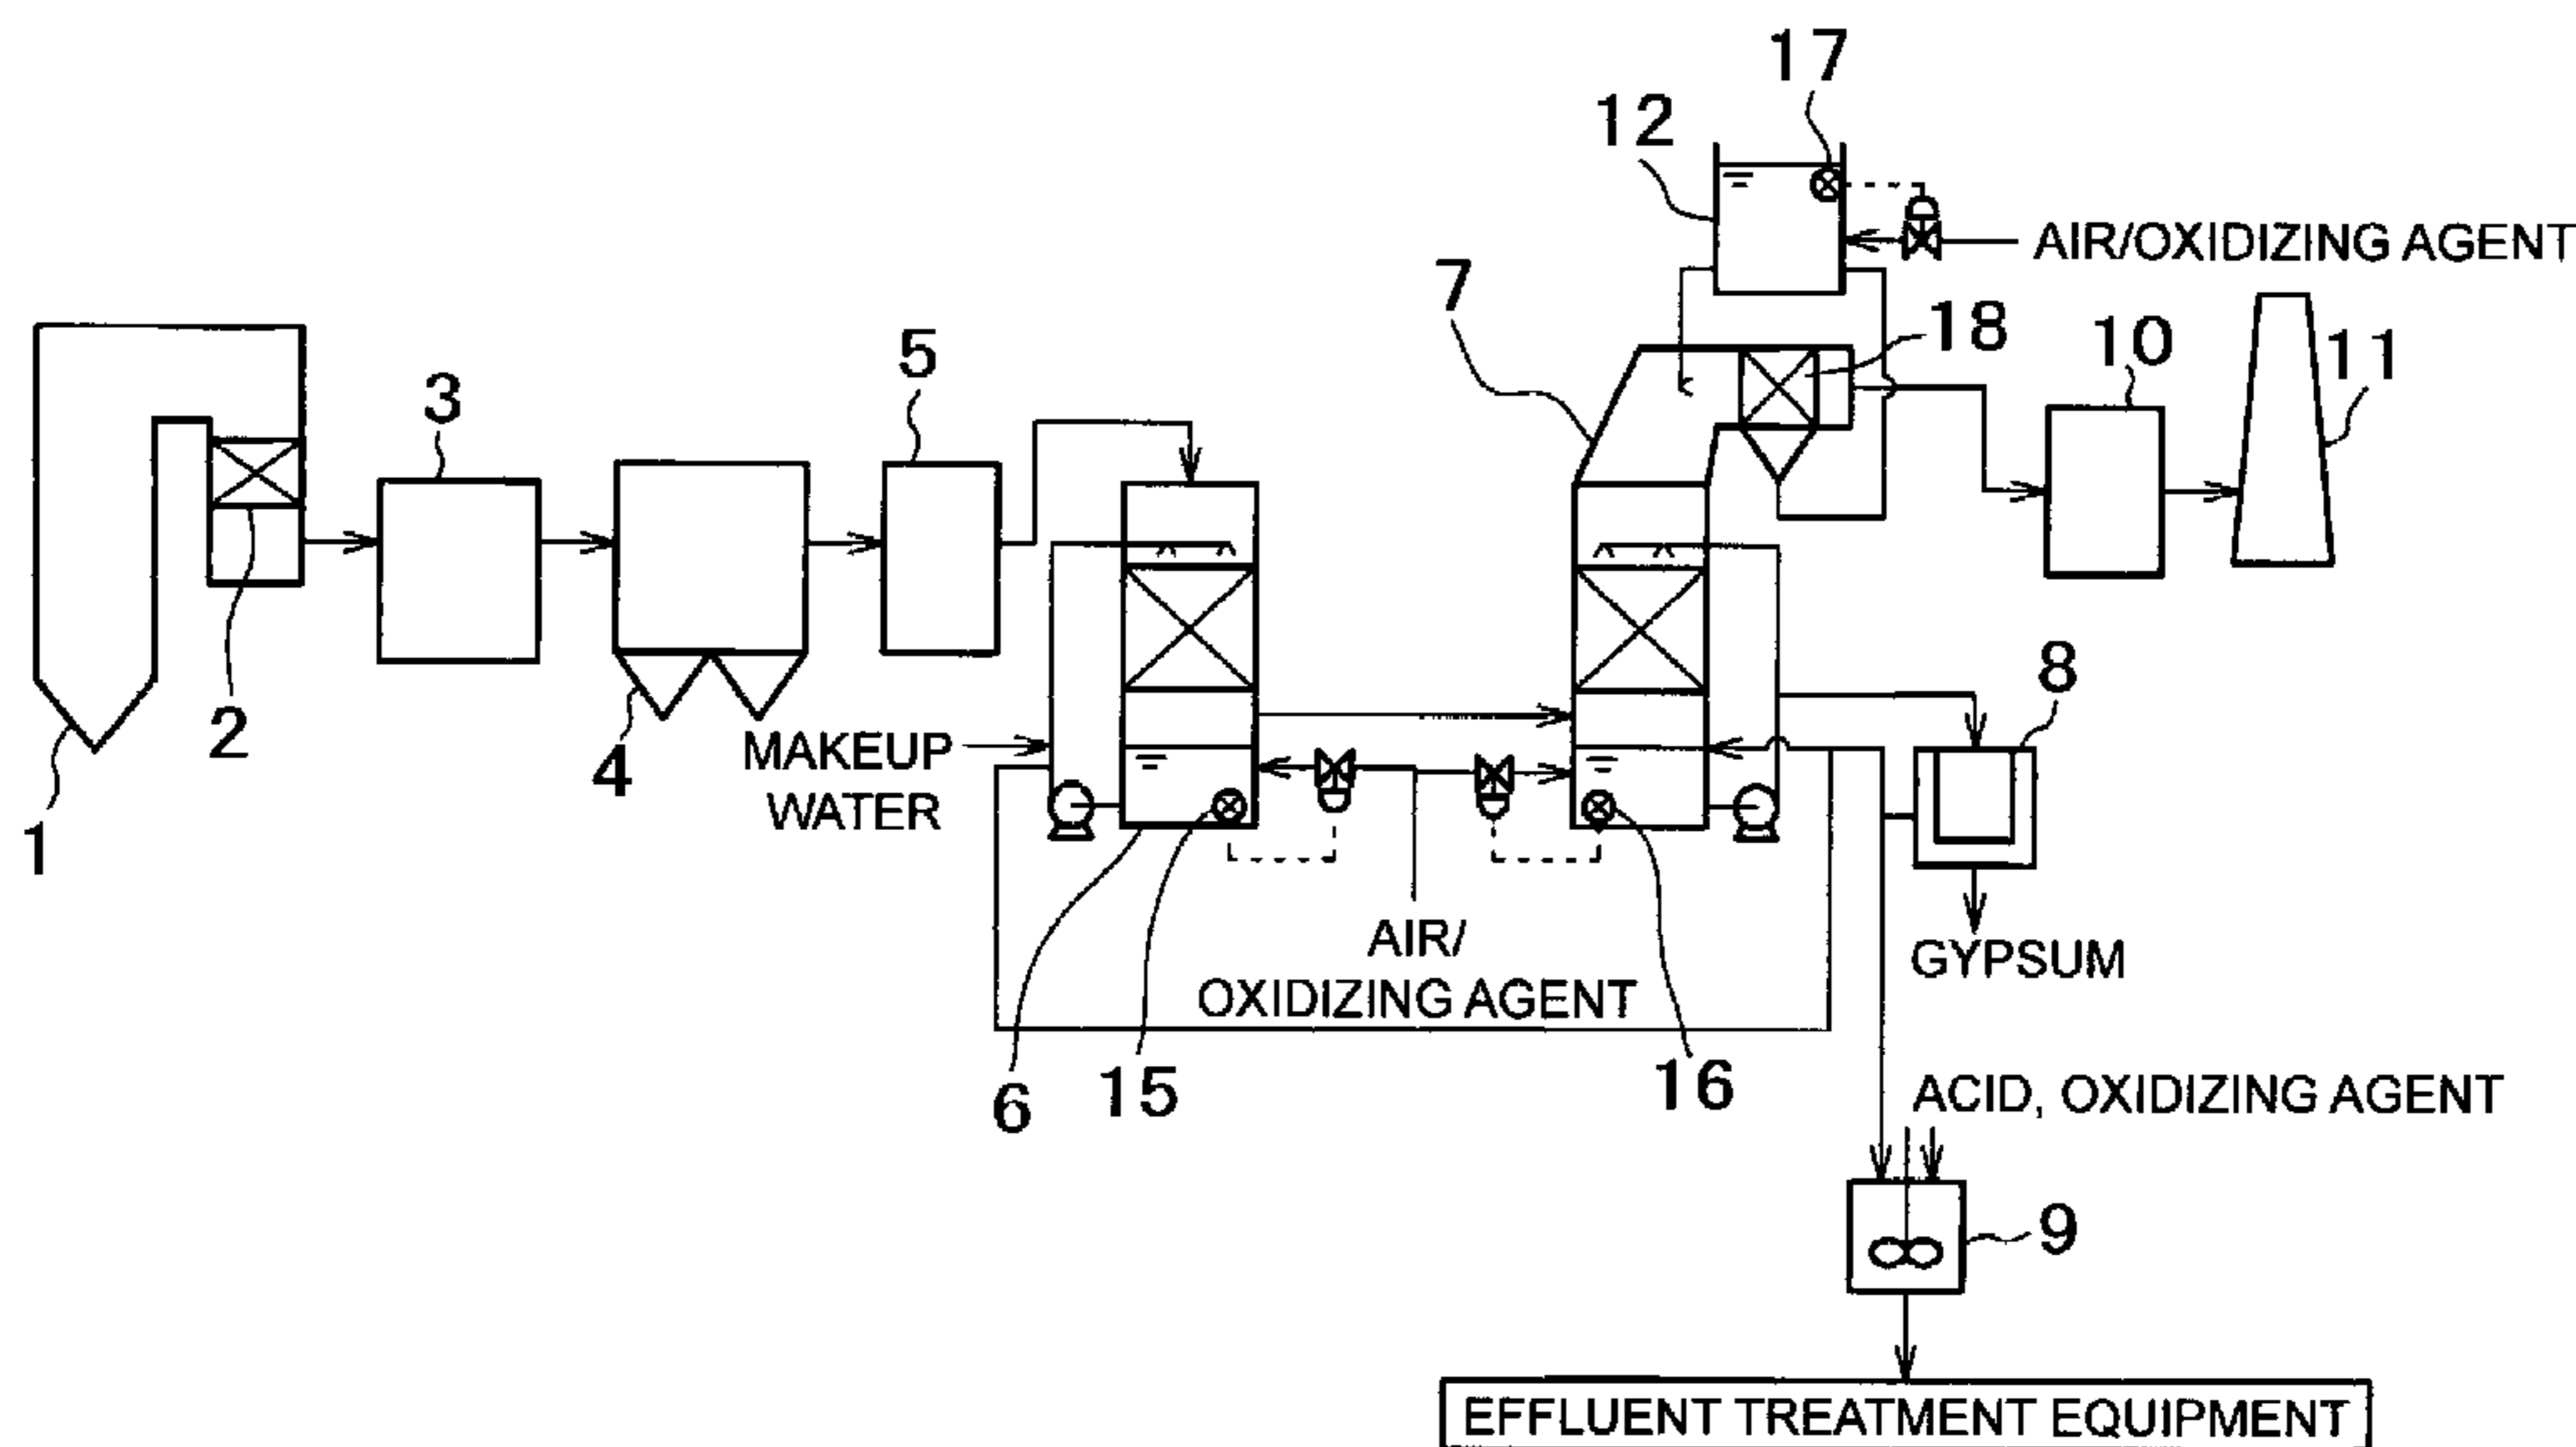 17
12
AIR/OXIDIZING AGENT
7
18
10
11
5
3
2
4
1
MAKEUP
WATER
8
AIR/
OXIDIZING AGENT
GYPSUM
6
15
16
ACID, OXIDIZING AGENT
9
EFFLUENT TREATMENT EQUIPMENT